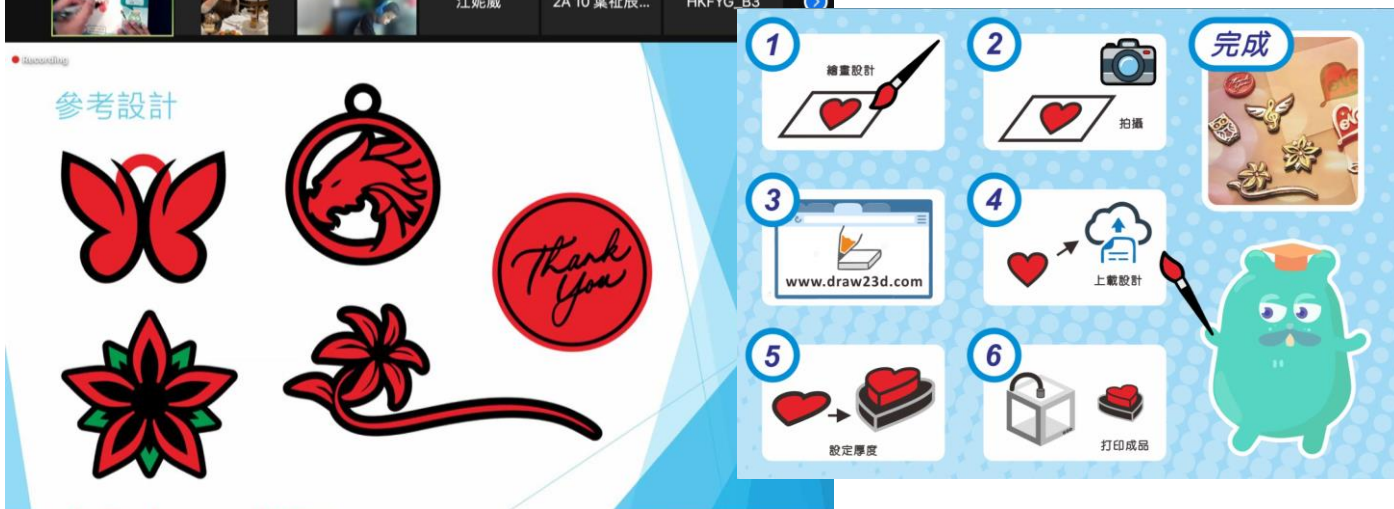 江妮威
2A 10 葉祉辰...
HKFYG_B3
Recording
參考設計
Thank
You
1
繪畫設計
2
拍攝
完成
3
www.draw23d.com
4
上載設計
5
設定厚度
6
打印成品